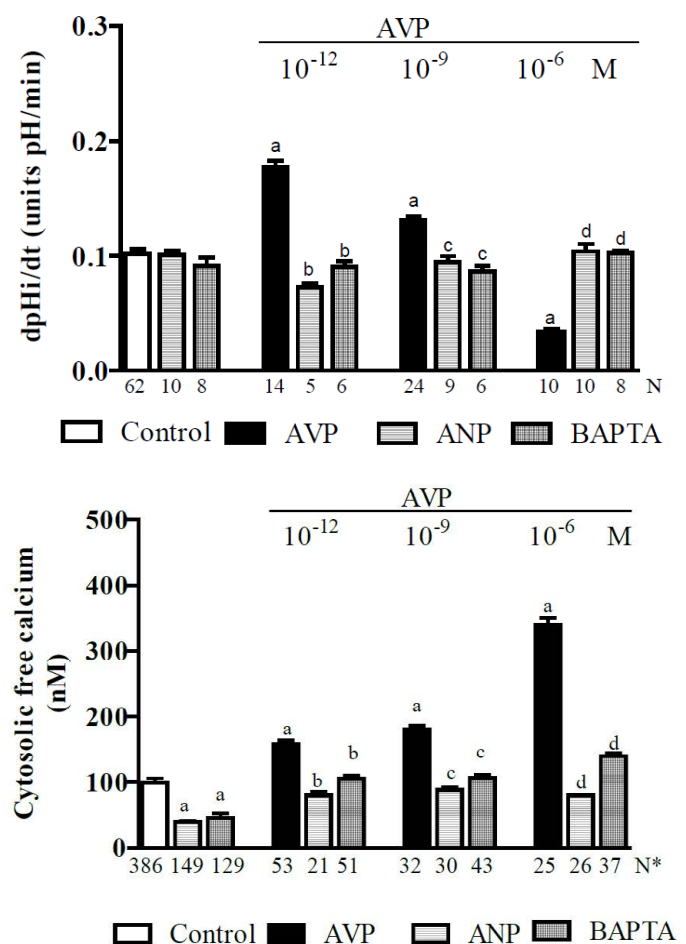 AVP
10⁻¹² 10⁻⁹ 10⁻⁶ M
dpHi/dt (units pH/min)
0.3
0.2
0.1
0.0
a
b
b
a
c
c
a
d
d
62 10 8 14 5 6 24 9 6 10 10 8 N
Control AVP ANP BAPTA
AVP
10⁻¹² 10⁻⁹ 10⁻⁶ M
Cytosolic free calcium
(nM)
500
400
300
200
100
0
a
a
a
b
b
a
c
c
a
d
d
386 149 129 53 21 51 32 30 43 25 26 37 N*
Control AVP ANP BAPTA